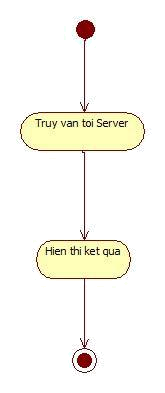 Truy van toi Server
Hien thi ket qua